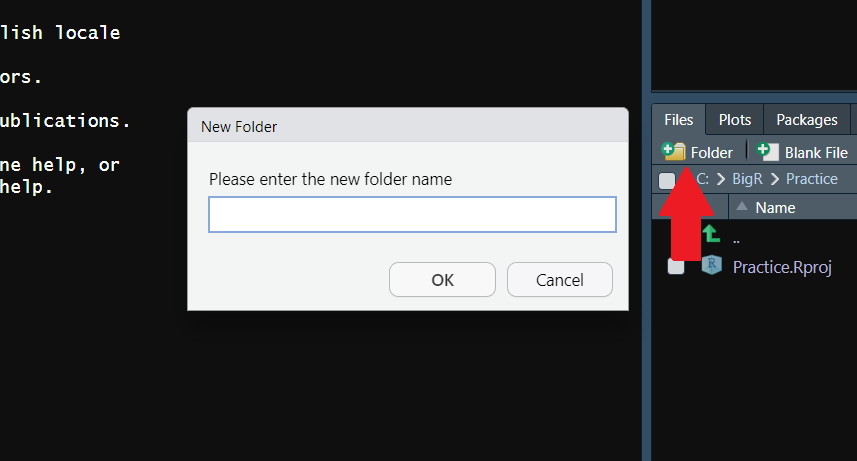 lish locale
ors.
ublications.
ne help, or
help.
New Folder
Please enter the new folder name
OK
Cancel
Files Plots Packages
Folder Blank File
C: BigR Practice
Name
..
R Practice.Rproj